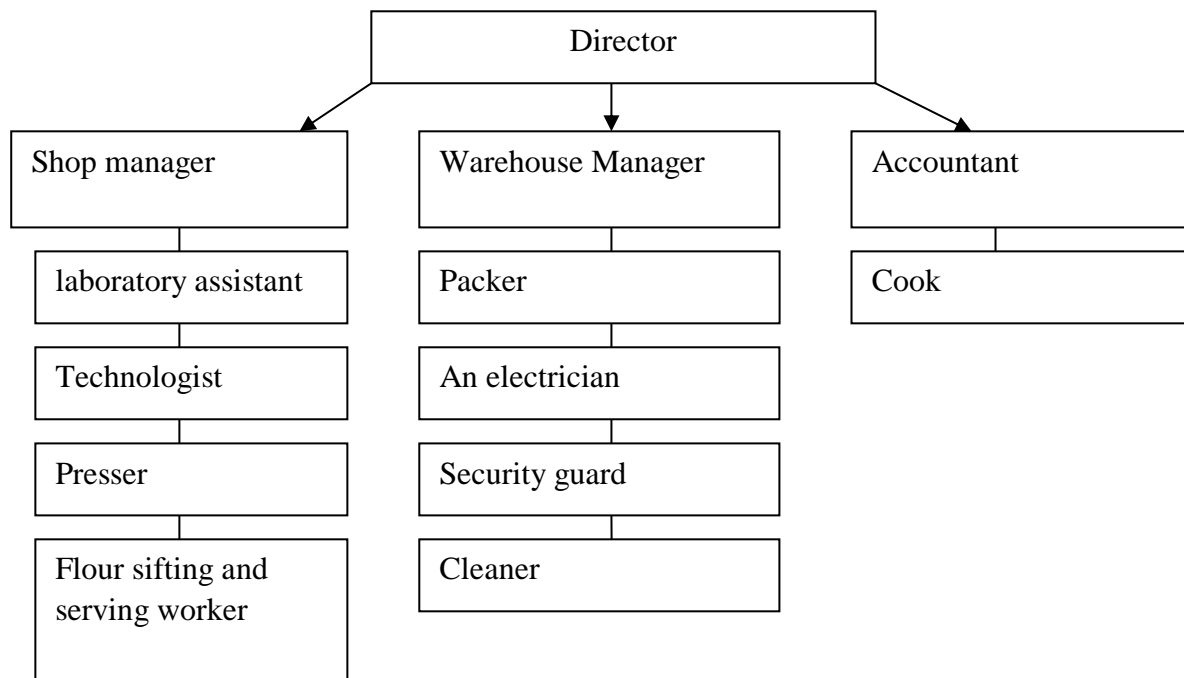 Director
Shop manager
Warehouse Manager
Accountant
laboratory assistant
Packer
Cook
Technologist
An electrician
Presser
Security guard
Flour sifting and
serving worker
Cleaner